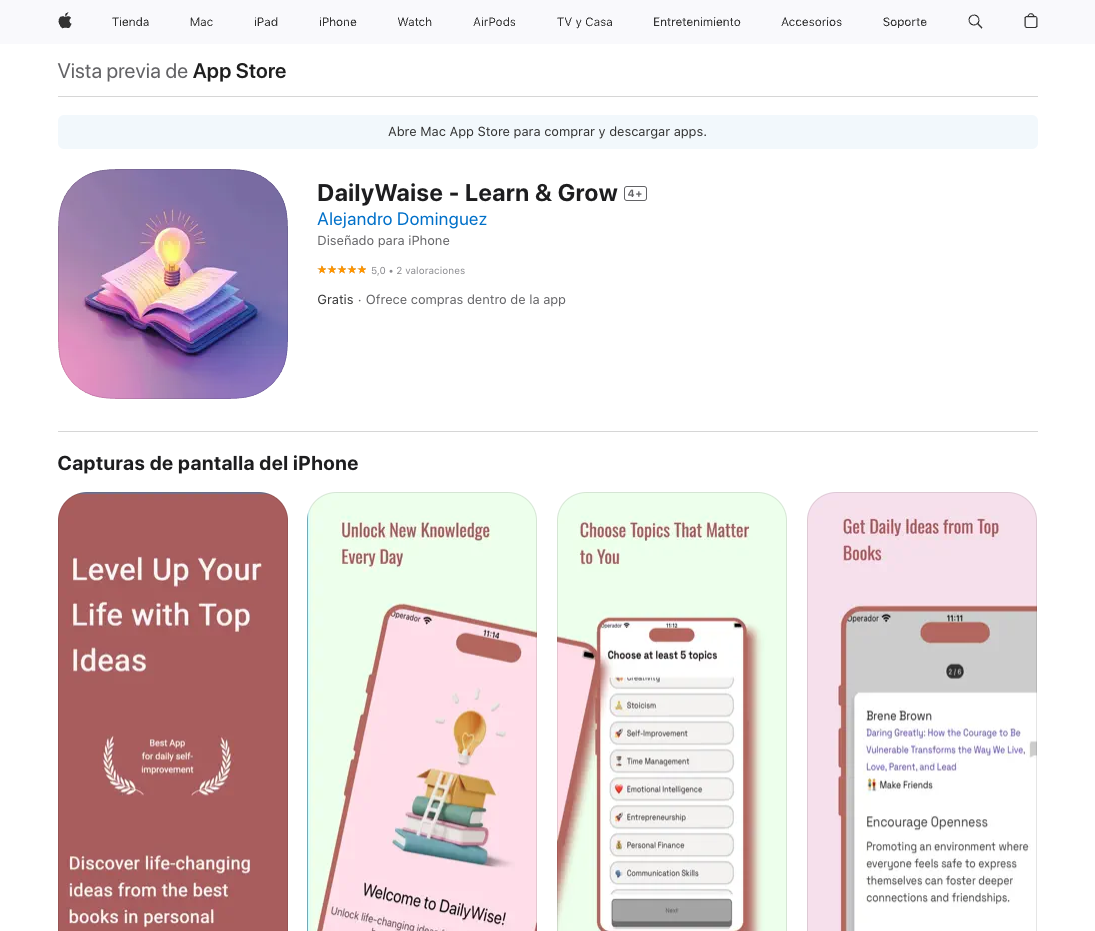 Tienda Mac iPad iPhone Watch AirPods TV y Casa Entretenimiento Accesorios Soporte
Vista previa de App Store
Abre Mac App Store para comprar y descargar apps.
DailyWaise - Learn & Grow 4+
Alejandro Dominguez
Diseñado para iPhone
5,0 • 2 valoraciones
Gratis · Ofrece compras dentro de la app
Capturas de pantalla del iPhone
Level Up Your
Life with Top
Ideas
Best App
for daily self-
improvement
Discover life-changing
ideas from the best
books in personal
Unlock New Knowledge
Every Day
Operador
11:14
Welcome to DailyWise!
Unlock life-changing
Choose Topics That Matter
to You
Operador
11:12
Choose at least 5 topics
Creativity
Stoicism
Self-Improvement
Time Management
Emotional Intelligence
Entrepreneurship
Personal Finance
Communication Skills
Next
Get Daily Ideas from Top
Books
Operador
11:11
2/6
Brene Brown
Daring Greatly: How the Courage to Be
Vulnerable Transforms the Way We Live,
Love, Parent, and Lead
Make Friends
Encourage Openness
Promoting an environment where
everyone feels safe to express
themselves can foster deeper
connections and friendships.